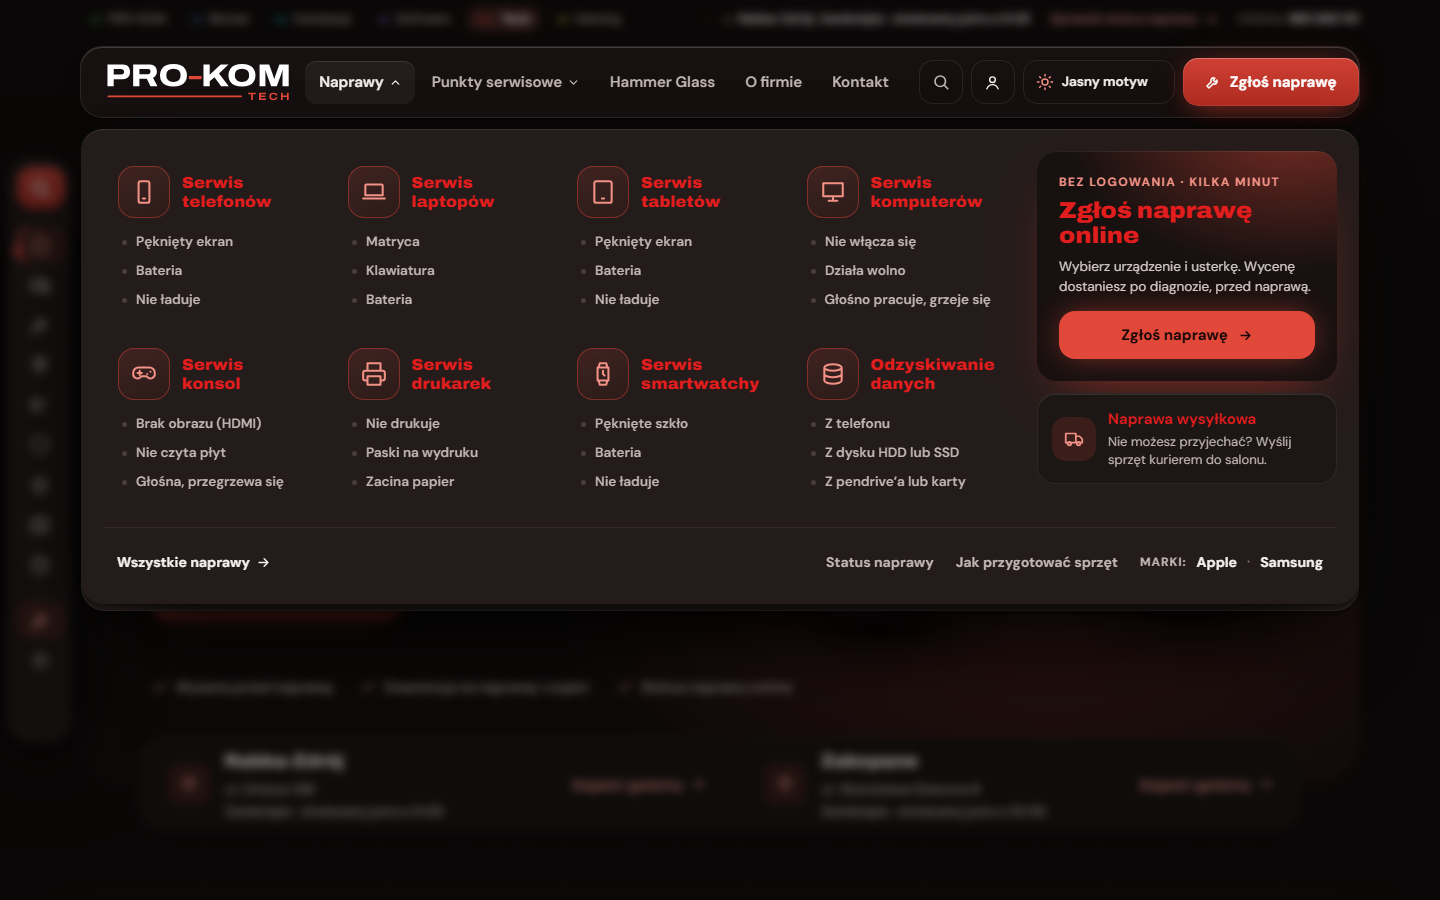 PRO-KOM
TECH
Naprawy
Punkty serwisowe
Hammer Glass
O firmie
Kontakt
Jasny motyw
Zgłoś naprawę
Serwis
telefonów
Pęknięty ekran
Bateria
Nie ładuje
Serwis
laptopów
Matryca
Klawiatura
Bateria
Serwis
tabletów
Pęknięty ekran
Bateria
Nie ładuje
Serwis
komputerów
Nie włącza się
Działa wolno
Głośno pracuje, grzeje się
Serwis
konsol
Brak obrazu (HDMI)
Nie czyta płyt
Głośna, przegrzewa się
Serwis
drukarek
Nie drukuje
Paski na wydruku
Zacina papier
Serwis
smartwatchy
Pęknięte szkło
Bateria
Nie ładuje
Odzyskiwanie
danych
Z telefonu
Z dysku HDD lub SSD
Z pendrive’a lub karty
BEZ LOGOWANIA · KILKA MINUT
Zgłoś naprawę
online
Wybierz urządzenie i usterkę. Wycenę
dostaniesz po diagnozie, przed naprawą.
Zgłoś naprawę →
Naprawa wysyłkowa
Nie możesz przyjechać? Wyślij
sprzęt kurierem do salonu.
Wszystkie naprawy →
Status naprawy
Jak przygotować sprzęt
MARKI: Apple · Samsung